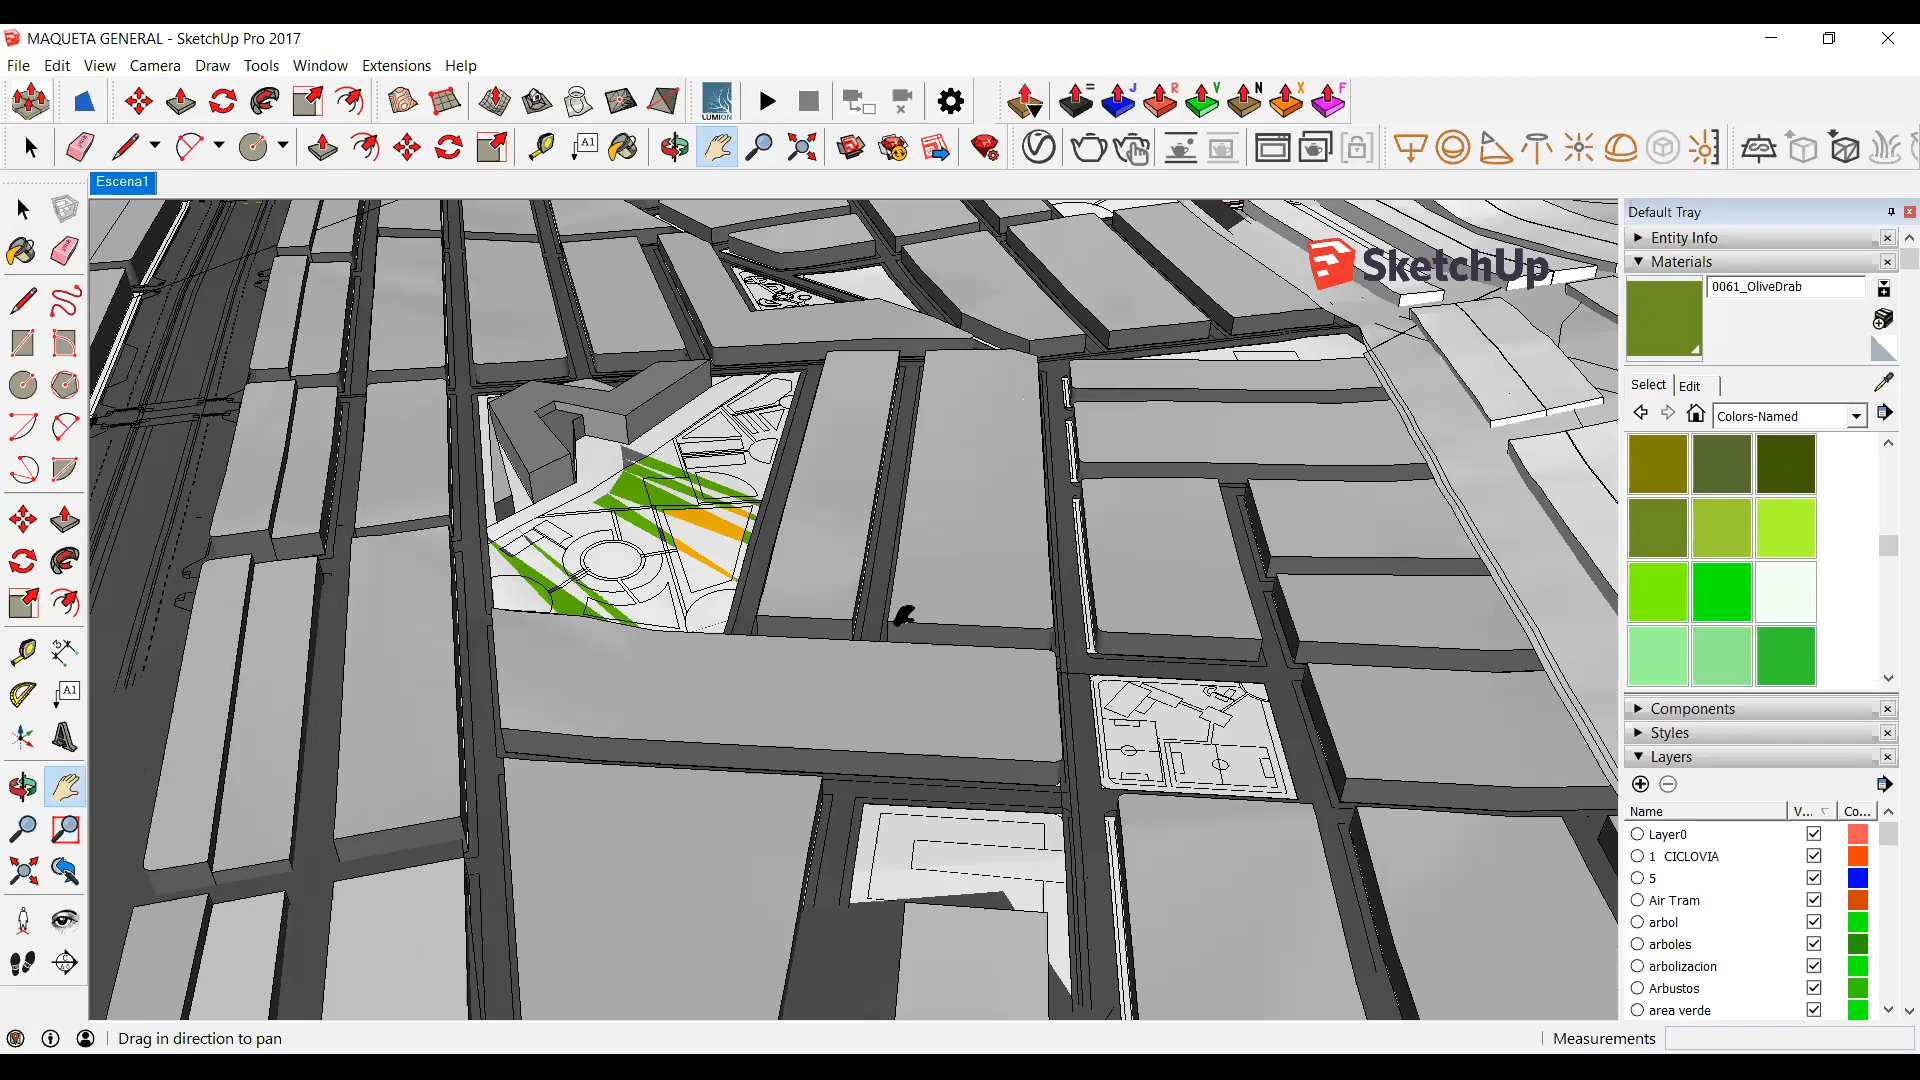 MAQUETA GENERAL - SketchUp Pro 2017
File Edit View Camera Draw Tools Window Extensions Help
LUMION
= J R V N X F
A1
Escena1
Default Tray
Entity Info
SketchUp
Materials
0061_OliveDrab
Select Edit
Colors-Named
A1
Components
Styles
Layers
Name V... Co...
Layer0
1 CICLOVIA
5
Air Tram
arbol
arboles
arbolizacion
Arbustos
area verde
Drag in direction to pan
Measurements